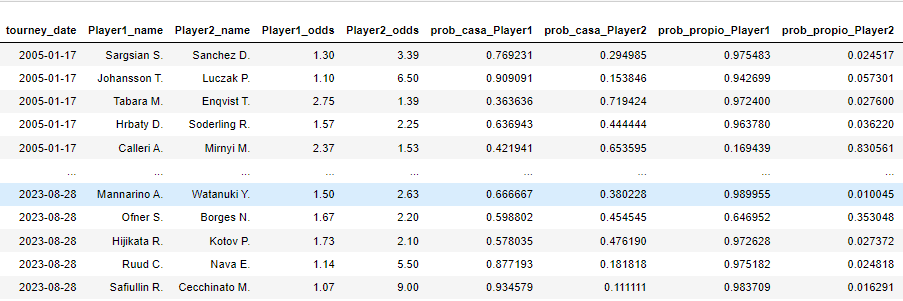 tourney_date Player1_name Player2_name Player1_odds Player2_odds prob_casa_Player1 prob_casa_Player2 prob_propio_Player1 prob_propio_Player2
2005-01-17 Sargsian S. Sanchez D. 1.30 3.39 0.769231 0.294985 0.975483 0.024517
2005-01-17 Johansson T. Luczak P. 1.10 6.50 0.909091 0.153846 0.942699 0.057301
2005-01-17 Tabara M. Enqvist T. 2.75 1.39 0.363636 0.719424 0.972400 0.027600
2005-01-17 Hrbaty D. Soderling R. 1.57 2.25 0.636943 0.444444 0.963780 0.036220
2005-01-17 Calleri A. Mirnyi M. 2.37 1.53 0.421941 0.653595 0.169439 0.830561
... ... ... ... ... ... ... ... ...
2023-08-28 Mannarino A. Watanuki Y. 1.50 2.63 0.666667 0.380228 0.989955 0.010045
2023-08-28 Ofner S. Borges N. 1.67 2.20 0.598802 0.454545 0.646952 0.353048
2023-08-28 Hijikata R. Kotov P. 1.73 2.10 0.578035 0.476190 0.972628 0.027372
2023-08-28 Ruud C. Nava E. 1.14 5.50 0.877193 0.181818 0.975182 0.024818
2023-08-28 Safiullin R. Cecchinato M. 1.07 9.00 0.934579 0.111111 0.983709 0.016291